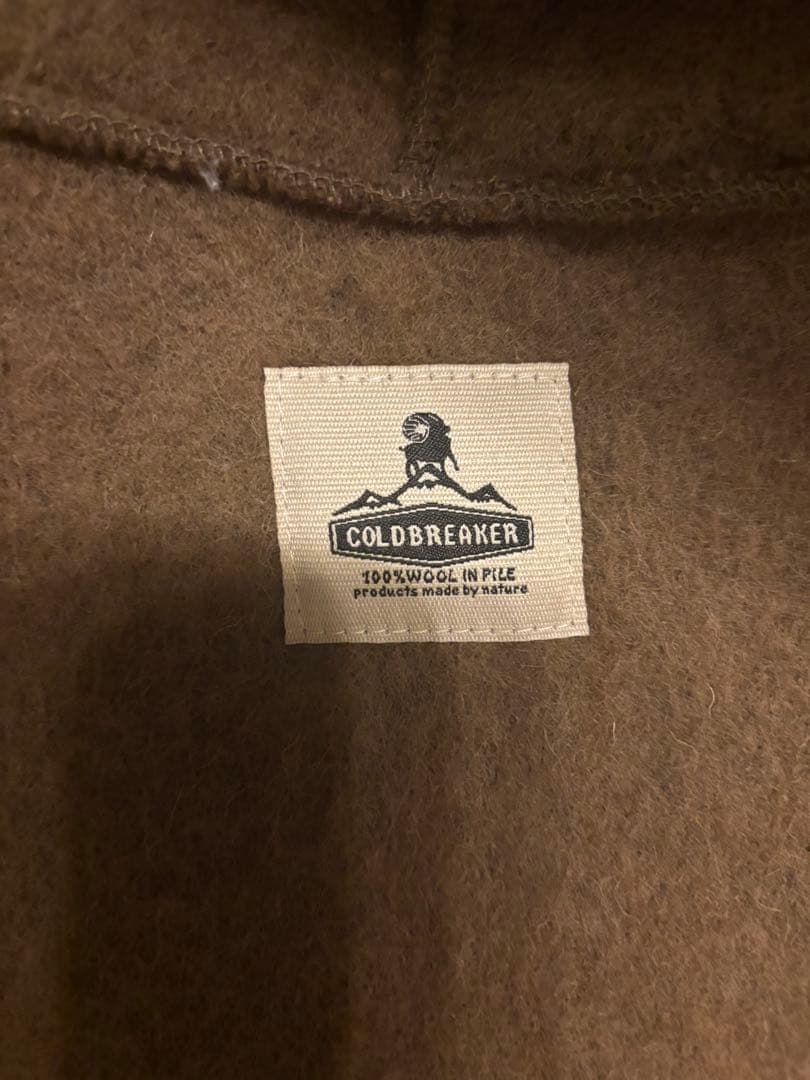 COLDBREAKER
100%WOOL IN PILE
products made by nature